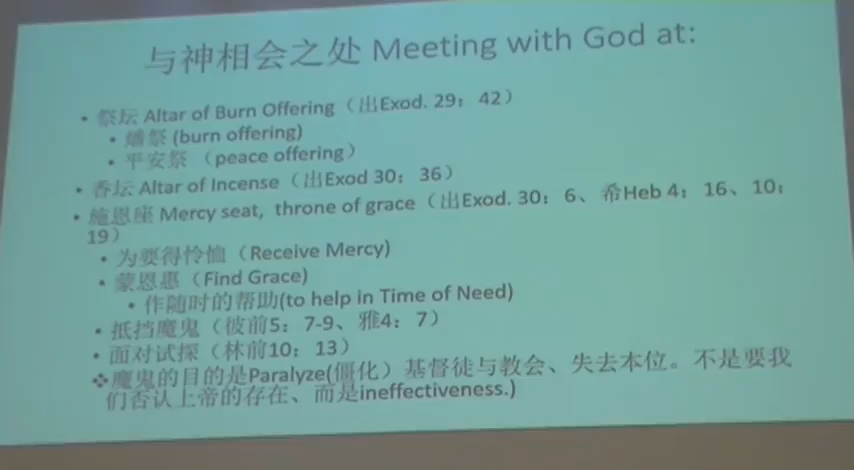 与神相会之处 Meeting with God at:
• 祭坛 Altar of Burn Offering（出Exod. 29：42）
• 燔祭 (burn offering)
• 平安祭 （peace offering）
• 香坛 Altar of Incense（出Exod 30：36）
• 施恩座 Mercy seat, throne of grace（出Exod. 30：6、希Heb 4：16、10：
19）
• 为要得怜恤（Receive Mercy)
• 蒙恩惠（Find Grace)
• 作随时的帮助(to help in Time of Need)
• 抵挡魔鬼（彼前5：7-9、雅4：7）
• 面对试探（林前10：13）
❖魔鬼的目的是Paralyze(僵化）基督徒与教会、失去本位。不是要我
们否认上帝的存在、而是ineffectiveness.)